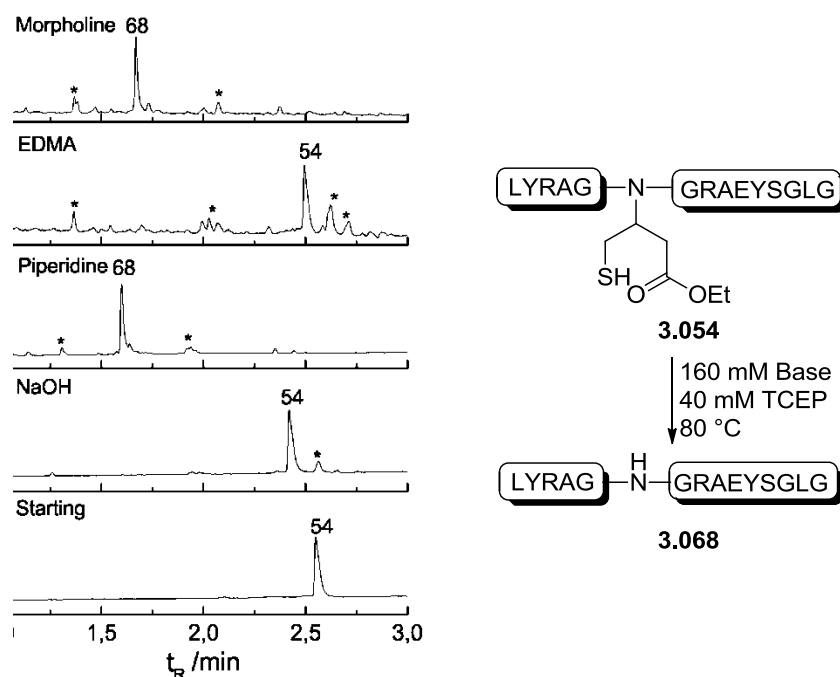 Morpholine
68
* *
EDMA
54
* * * *
Piperidine
68
* *
NaOH
54
*
Starting
54
1,5 2,0 2,5 3,0
tR /min
LYRAG N GRAEYSGLG
SH
O OEt
3.054
160 mM Base
40 mM TCEP
80 °C
H
LYRAG N GRAEYSGLG
3.068